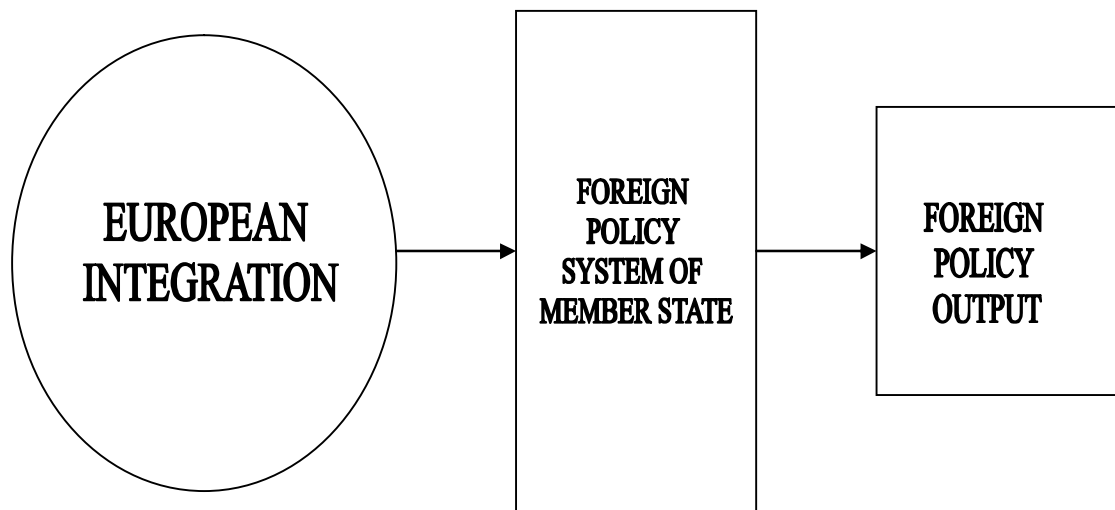 EUROPEAN
INTEGRATION
FOREIGN
POLICY
SYSTEM OF
MEMBER STATE
FOREIGN
POLICY
OUTPUT